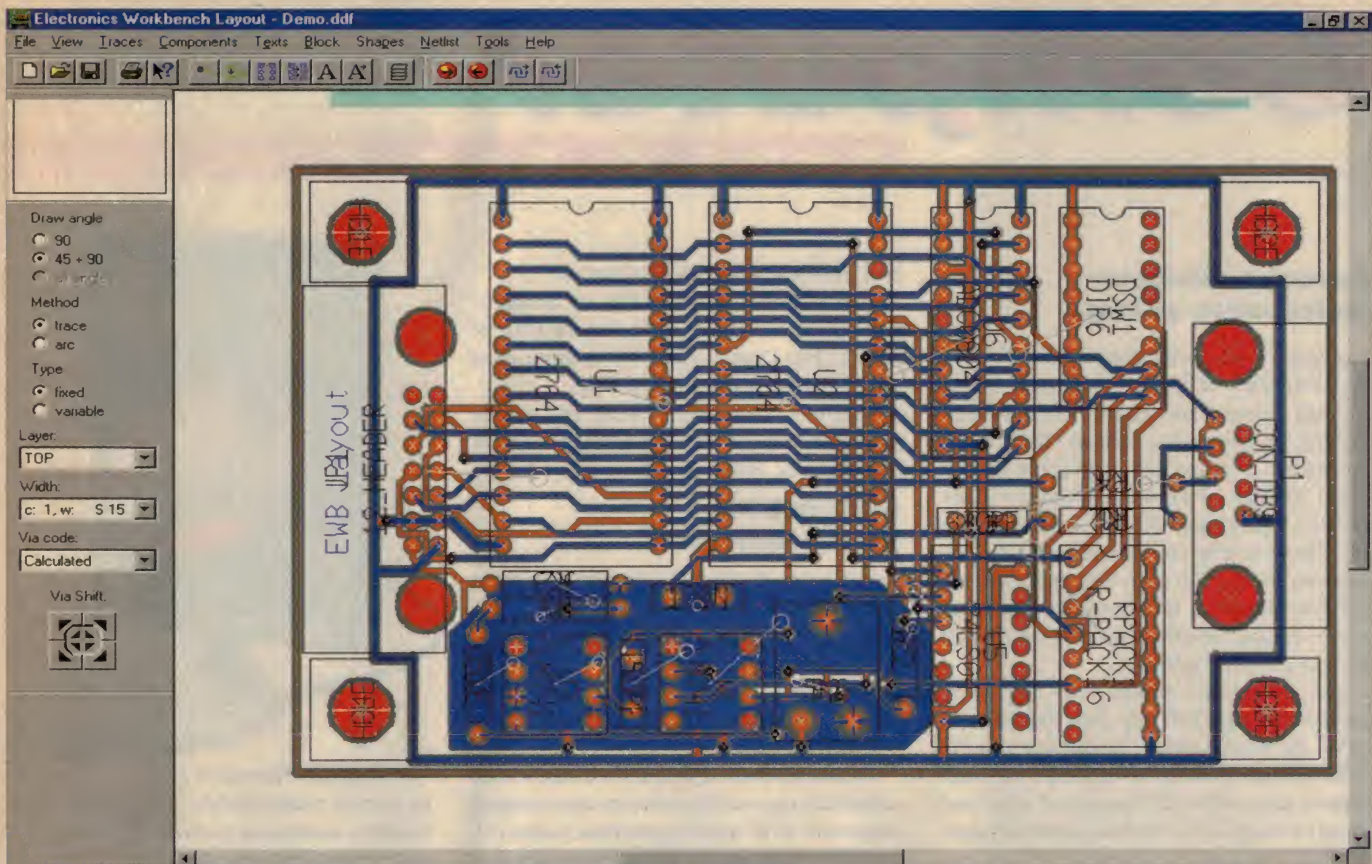 Electronics Workbench Layout - Demo.ddf
File View Traces Components Texts Block Shapes Netlist Tools Help
A A
Draw angle
90
45 + 90
Method
trace
arc
Type
fixed
variable
Layer:
TOP
Width:
c: 1, w: S 15
Via code:
Calculated
Via Shift:
HOLE
HOLE
U1
2764
U2
2764
DSW1
DIP6
EWB
Layout
P1
CON_DB9
U5
RPACK1
R-PACK16